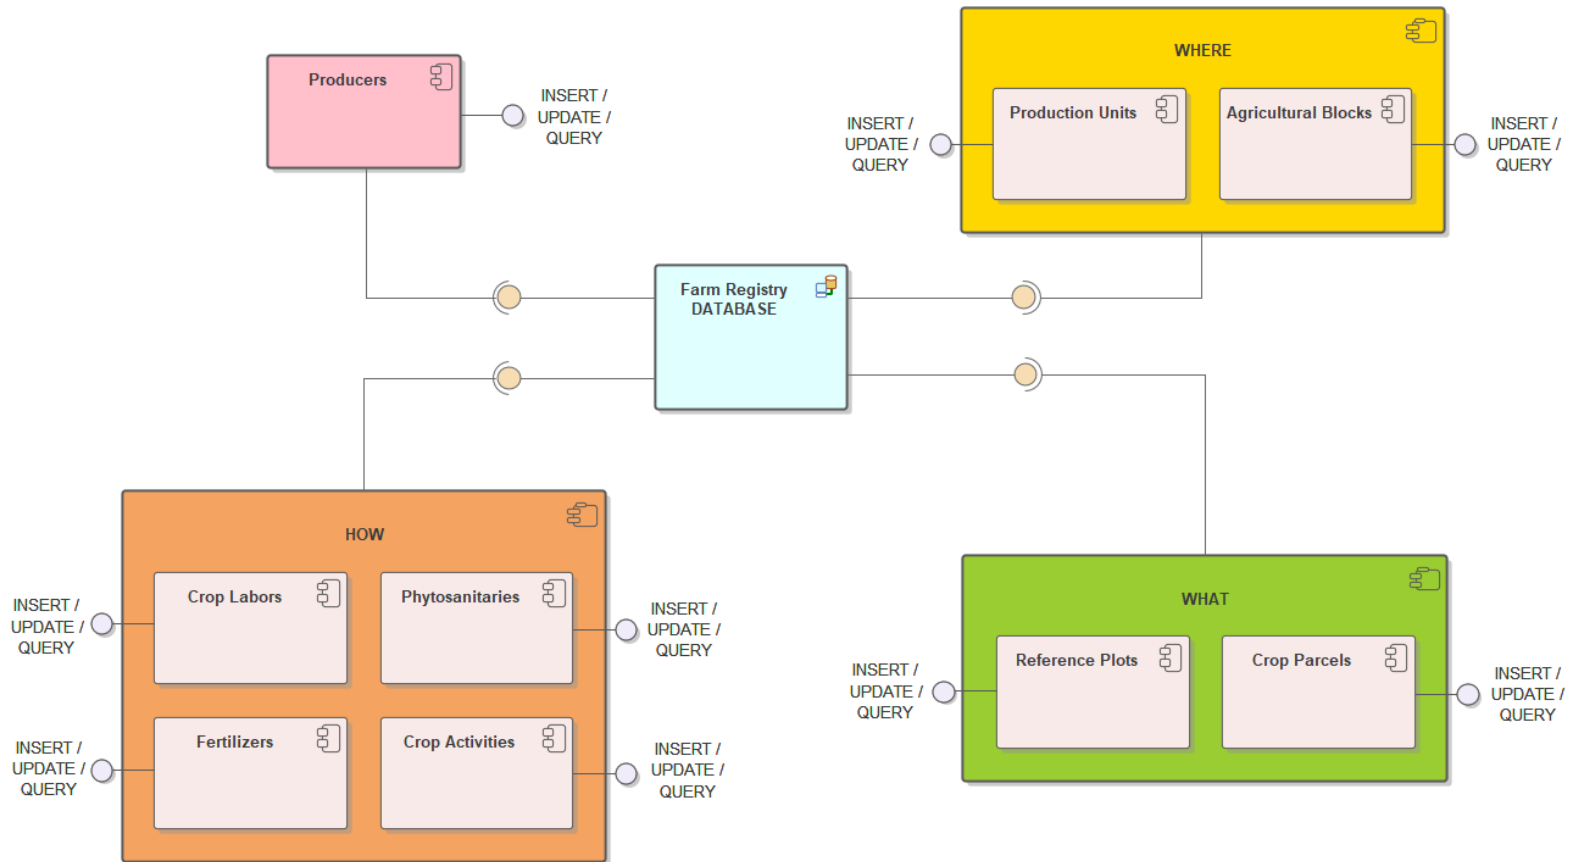 Producers
INSERT /
UPDATE /
QUERY
WHERE
INSERT /
UPDATE /
QUERY
Production Units
Agricultural Blocks
INSERT /
UPDATE /
QUERY
Farm Registry
DATABASE
HOW
INSERT /
UPDATE /
QUERY
Crop Labors
Phytosanitaries
INSERT /
UPDATE /
QUERY
INSERT /
UPDATE /
QUERY
Fertilizers
Crop Activities
INSERT /
UPDATE /
QUERY
WHAT
INSERT /
UPDATE /
QUERY
Reference Plots
Crop Parcels
INSERT /
UPDATE /
QUERY